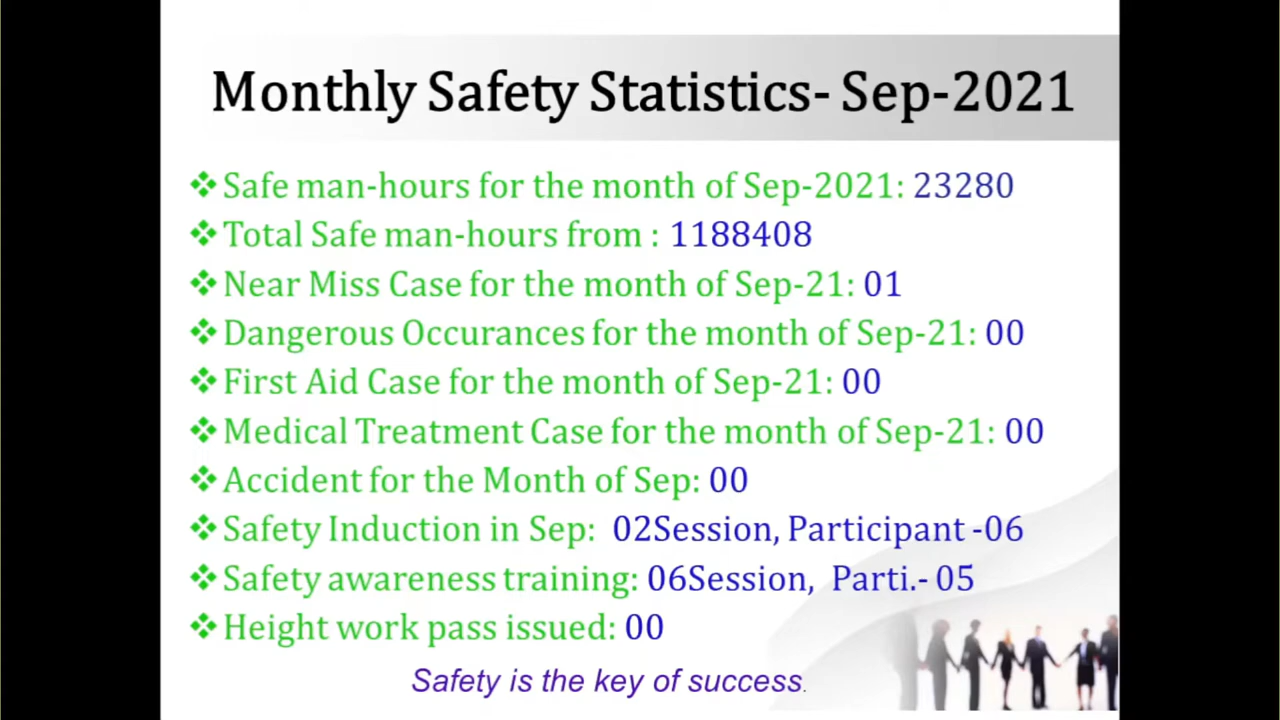 Monthly Safety Statistics- Sep-2021
❖Safe man-hours for the month of Sep-2021: 23280
❖Total Safe man-hours from : 1188408
❖Near Miss Case for the month of Sep-21: 01
❖Dangerous Occurances for the month of Sep-21: 00
❖First Aid Case for the month of Sep-21: 00
❖Medical Treatment Case for the month of Sep-21: 00
❖Accident for the Month of Sep: 00
❖Safety Induction in Sep: 02Session, Participant -06
❖Safety awareness training: 06Session, Parti.- 05
❖Height work pass issued: 00
Safety is the key of success.